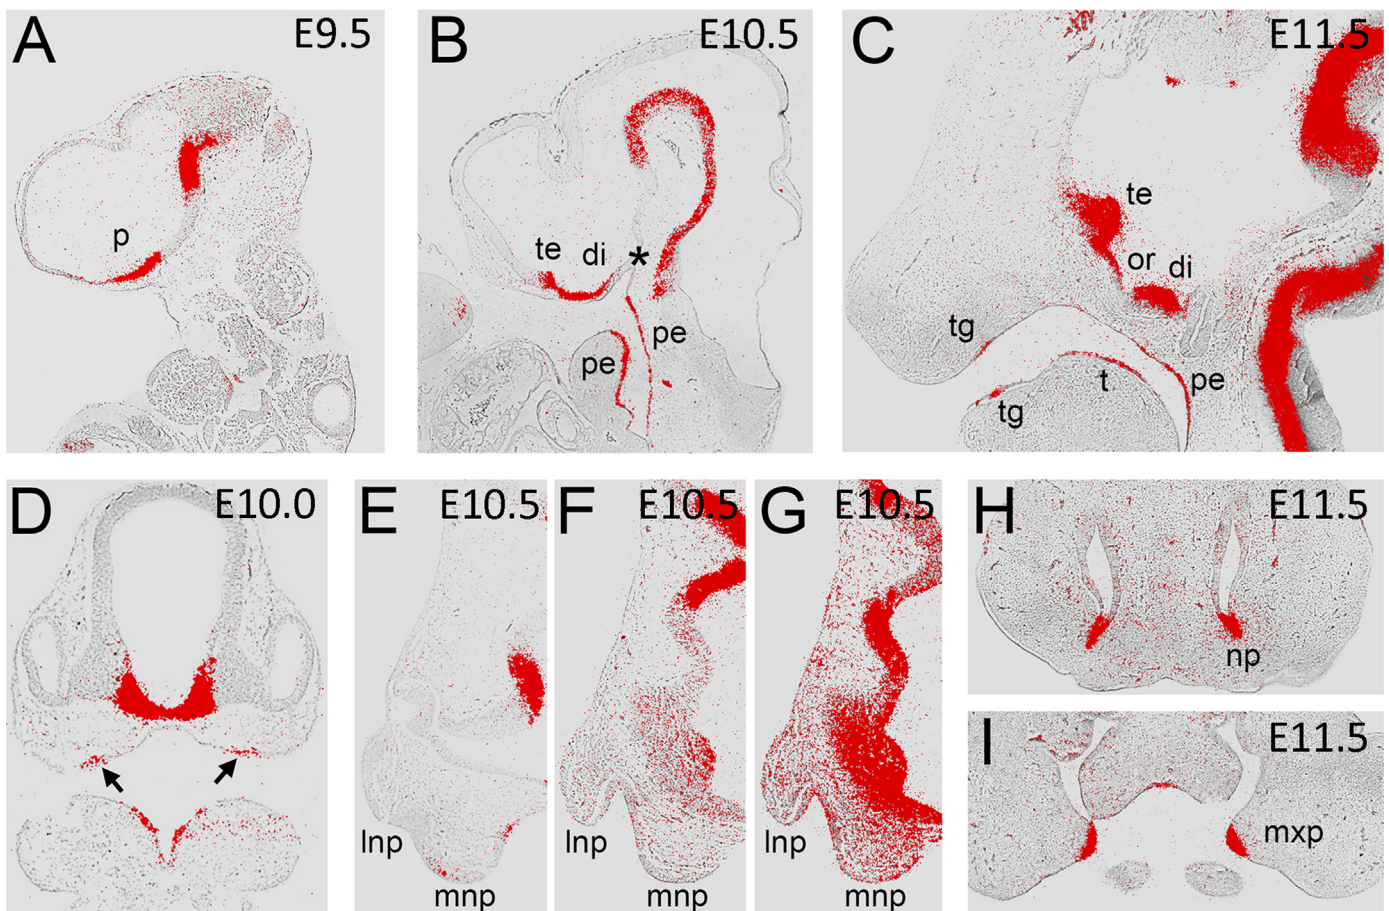 A E9.5
p
B E10.5
te di *
pe
pe
C E11.5
te
or di
tg
t pe
tg
D E10.0
E E10.5
lnp
mnp
F E10.5
lnp
mnp
G E10.5
lnp
mnp
H E11.5
np
I E11.5
mxp